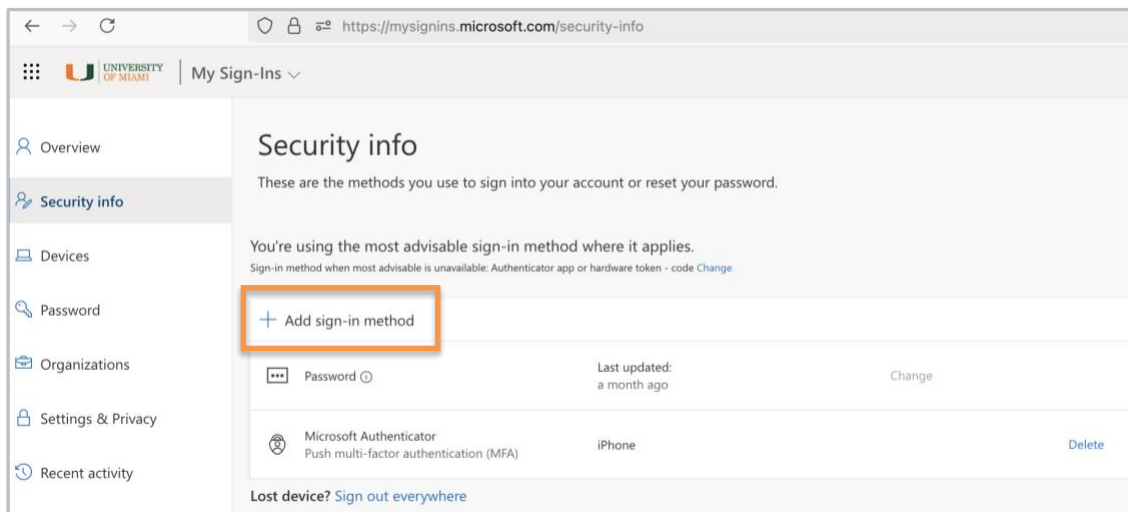 https://mysignins.microsoft.com/security-info
UNIVERSITY
OF MIAMI
My Sign-Ins
Overview
Security info
Devices
Password
Organizations
Settings & Privacy
Recent activity
Security info
These are the methods you use to sign into your account or reset your password.
You're using the most advisable sign-in method where it applies.
Sign-in method when most advisable is unavailable: Authenticator app or hardware token - code Change
+ Add sign-in method
Password
Last updated:
a month ago
Change
Microsoft Authenticator
Push multi-factor authentication (MFA)
iPhone
Delete
Lost device? Sign out everywhere